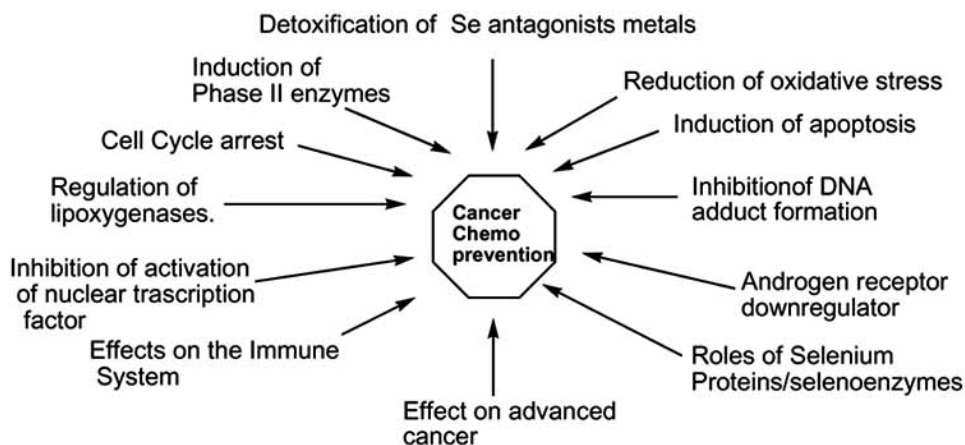 Detoxification of Se antagonists metals
Induction of
Phase II enzymes
Reduction of oxidative stress
Cell Cycle arrest
Induction of apoptosis
Regulation of
lipoxygenases.
Cancer
Chemo
prevention
Inhibitionof DNA
adduct formation
Inhibition of activation
of nuclear trascription
factor
Androgen receptor
downregulator
Effects on the Immune
System
Roles of Selenium
Proteins/selenoenzymes
Effect on advanced
cancer